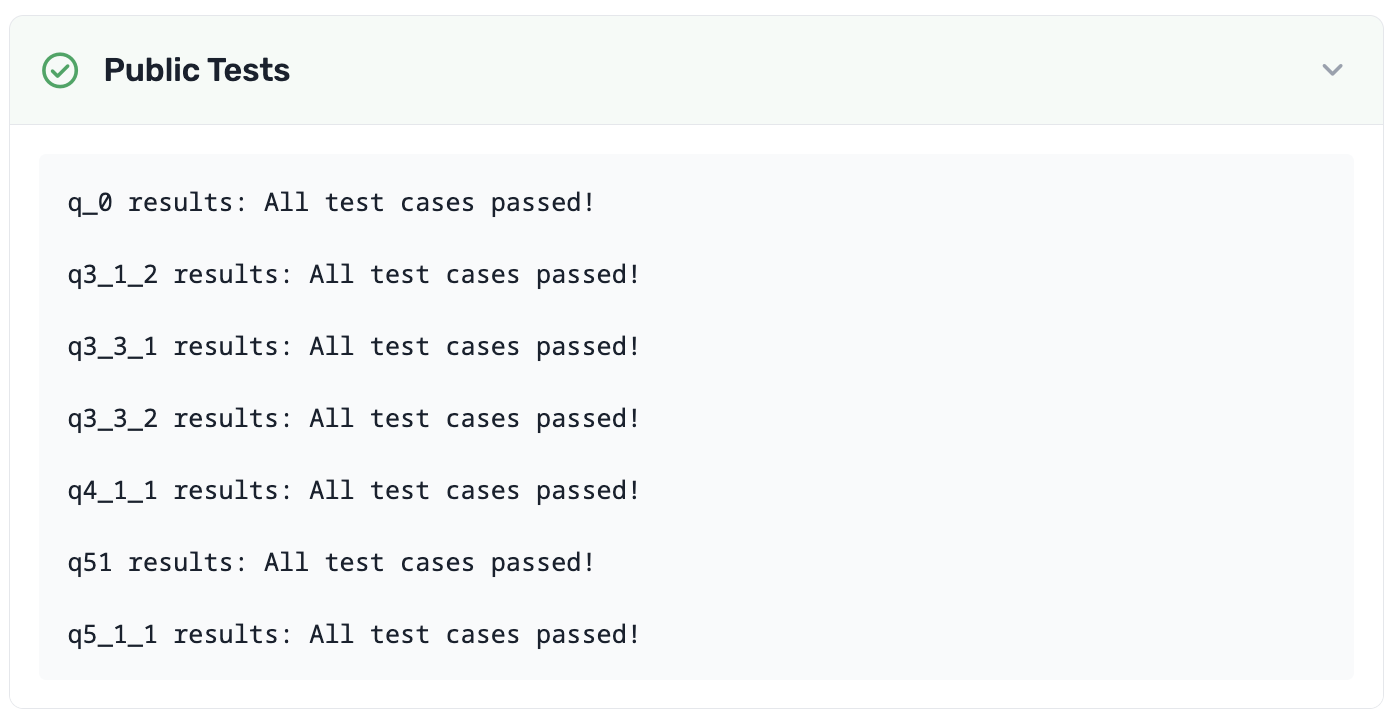 Public Tests
q_0 results: All test cases passed!
q3_1_2 results: All test cases passed!
q3_3_1 results: All test cases passed!
q3_3_2 results: All test cases passed!
q4_1_1 results: All test cases passed!
q51 results: All test cases passed!
q5_1_1 results: All test cases passed!